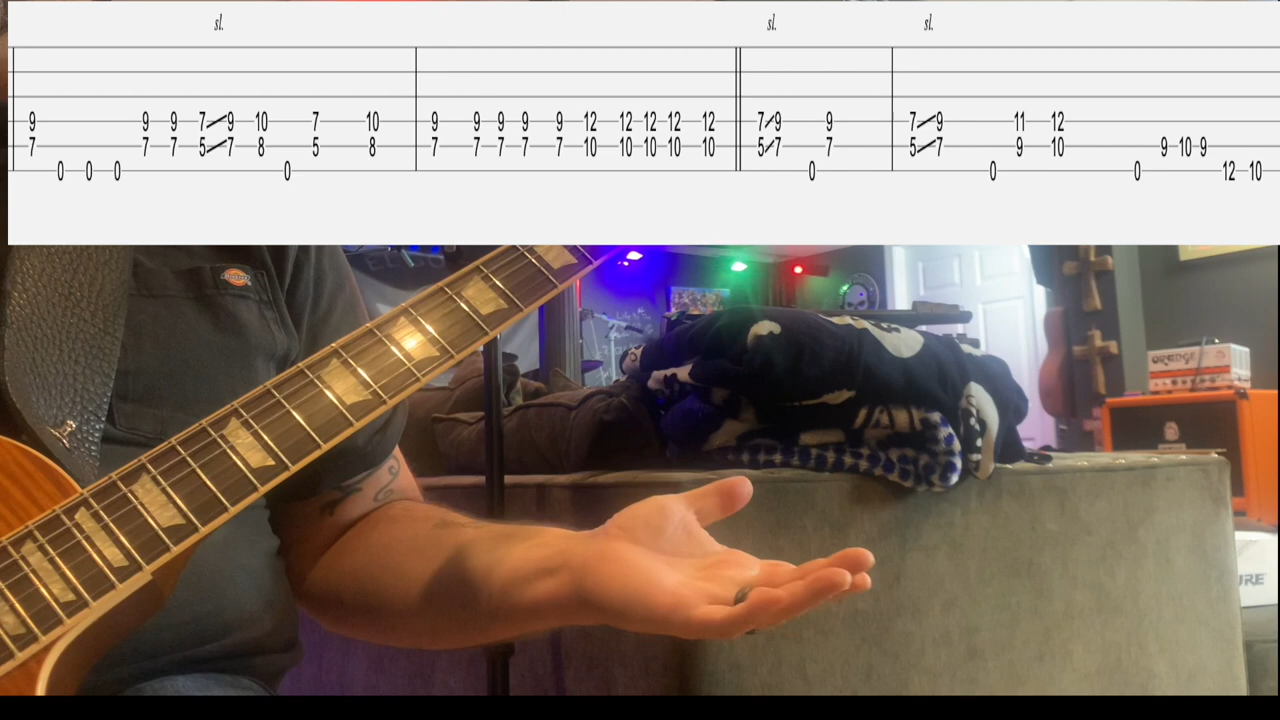 sl. sl. sl.
9 9 9 7 9 10 7 10 9 9 9 9 9 12 12 12 12 12 7 9 9 7 9 11 12
7 7 7 5 7 8 5 8 7 7 7 7 7 10 10 10 10 10 5 7 7 5 7 9 10 9 10 9
0 0 0 0 0 0 0 12 10
Dickies
ORANGE